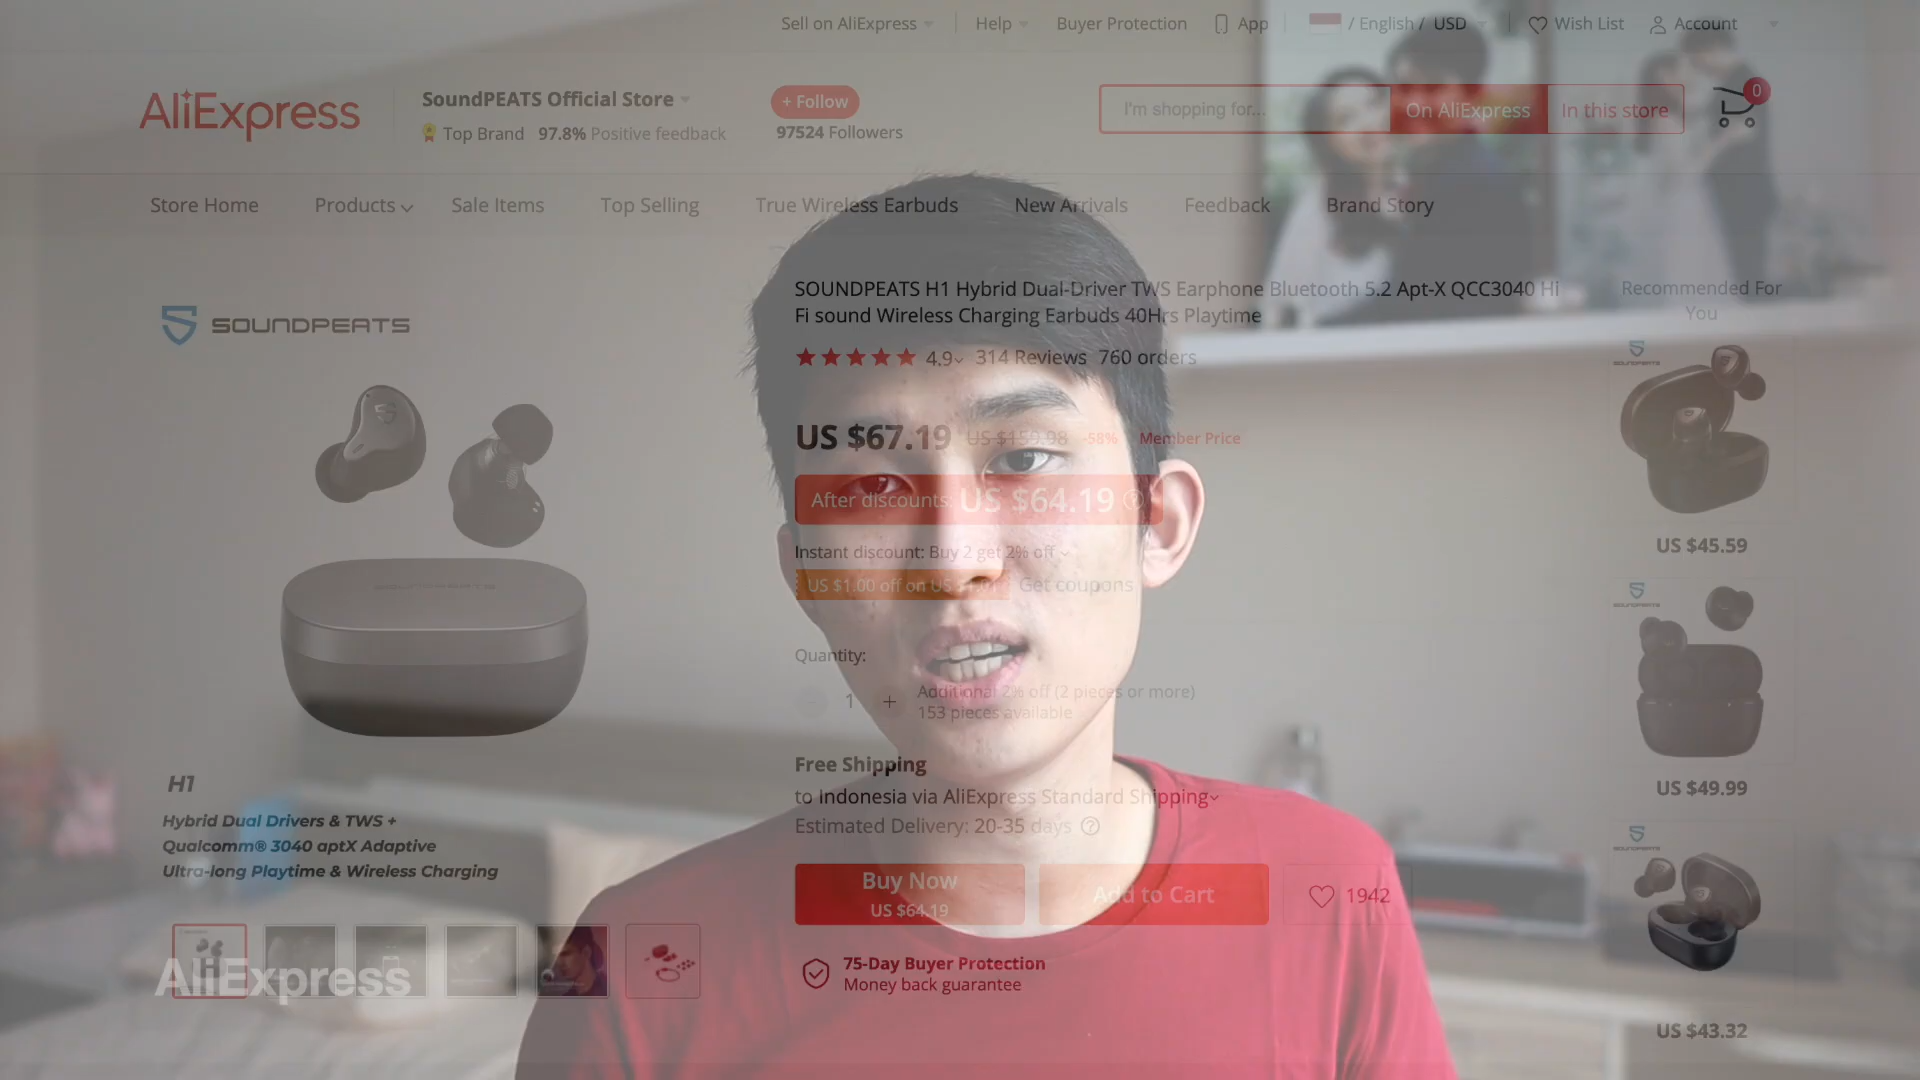 Sell on AliExpress
Help
Buyer Protection
App
/ English / USD
Wish List
Account
AliExpress
SoundPEATS Official Store
Top Brand 97.8% Positive feedback
+ Follow
97524 Followers
I'm shopping for...
On AliExpress
In this store
0
Store Home
Products
Sale Items
Top Selling
True Wireless Earbuds
New Arrivals
Feedback
Brand Story
SOUNDPEATS
H1
Hybrid Dual Drivers & TWS +
Qualcomm® 3040 aptX Adaptive
Ultra-long Playtime & Wireless Charging
AliExpress
SOUNDPEATS H1 Hybrid Dual-Driver TWS Earphone Bluetooth 5.2 Apt-X QCC3040 Hi
Fi sound Wireless Charging Earbuds 40Hrs Playtime
4.9 314 Reviews 760 orders
US $67.19 US $159.98 -58% Member Price
After discounts: US $64.19
Instant discount: Buy 2 get 2% off
US $1.00 off on US
Get coupons
Quantity:
1 +
Additional 2% off (2 pieces or more)
153 pieces available
Free Shipping
to Indonesia via AliExpress Standard Shipping
Estimated Delivery: 20-35 days
Buy Now
US $64.19
Add to Cart
1942
75-Day Buyer Protection
Money back guarantee
Recommended For
You
US $45.59
US $49.99
US $43.32